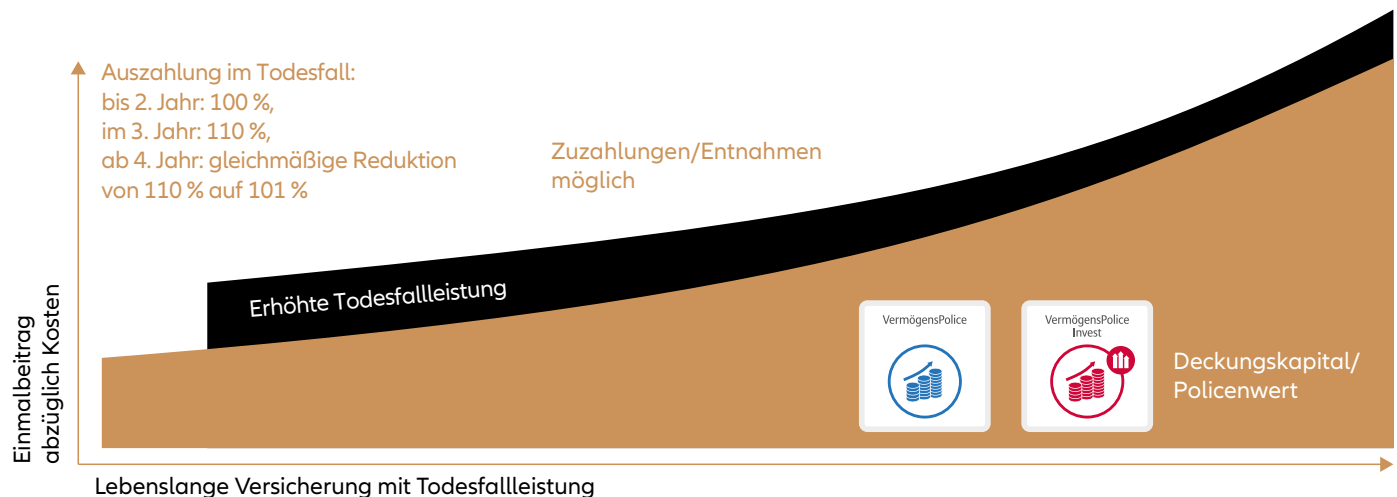 Auszahlung im Todesfall:
bis 2. Jahr: 100 %,
im 3. Jahr: 110 %,
ab 4. Jahr: gleichmäßige Reduktion
von 110 % auf 101 %
Zuzahlungen/Entnahmen
möglich
Erhöhte Todesfallleistung
VermögensPolice
VermögensPolice
Invest
Deckungskapital/
Policenwert
Einmalbeitrag
abzüglich Kosten
Lebenslange Versicherung mit Todesfallleistung